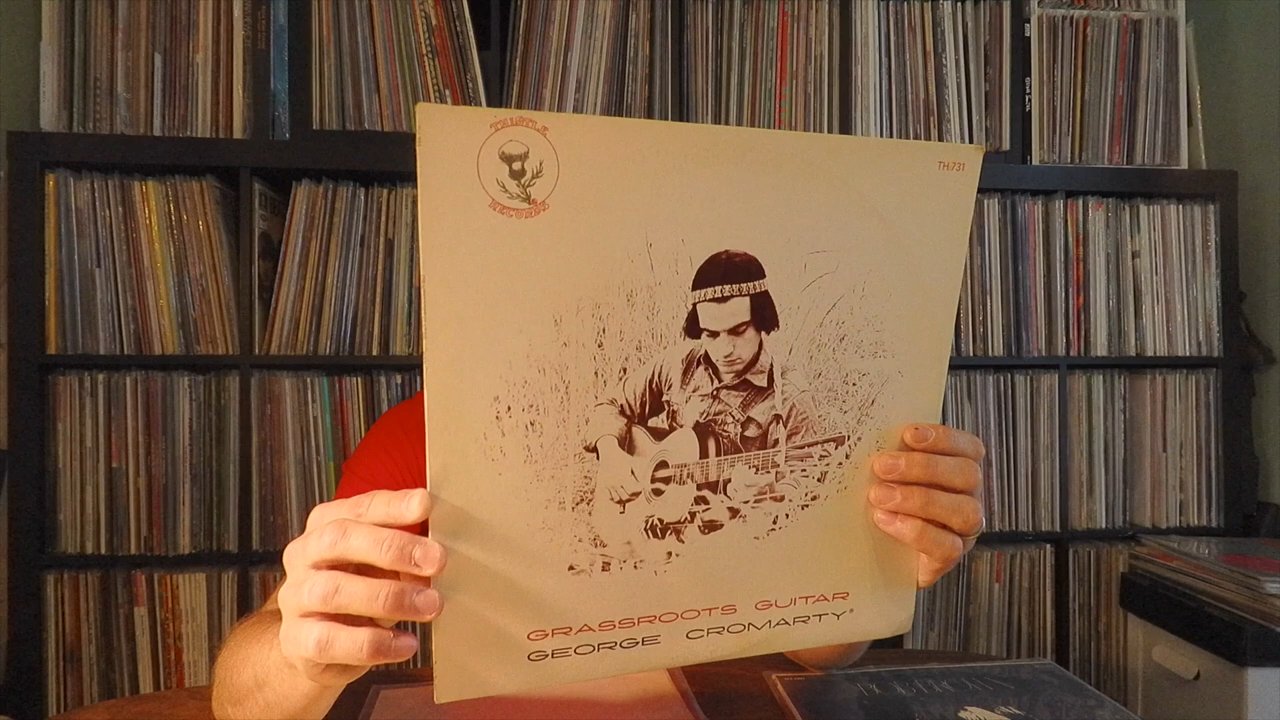 THISTLE
RECORDS
TH.731
GRASSROOTS GUITAR
GEORGE CROMARTY